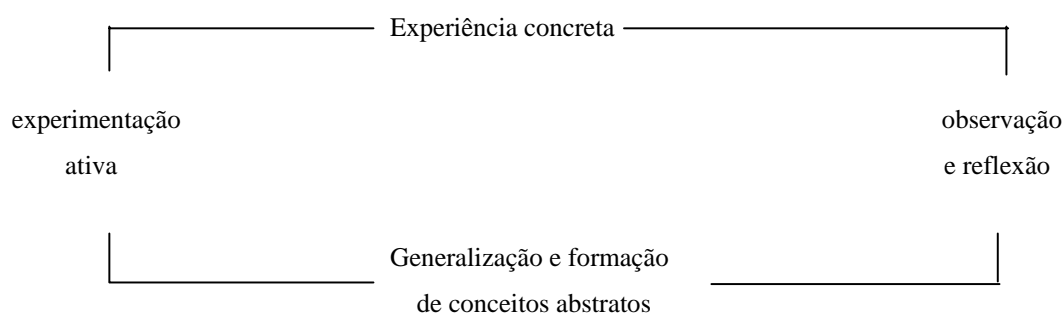 Experiência concreta
experimentação
ativa
observação
e reflexão
Generalização e formação
de conceitos abstratos